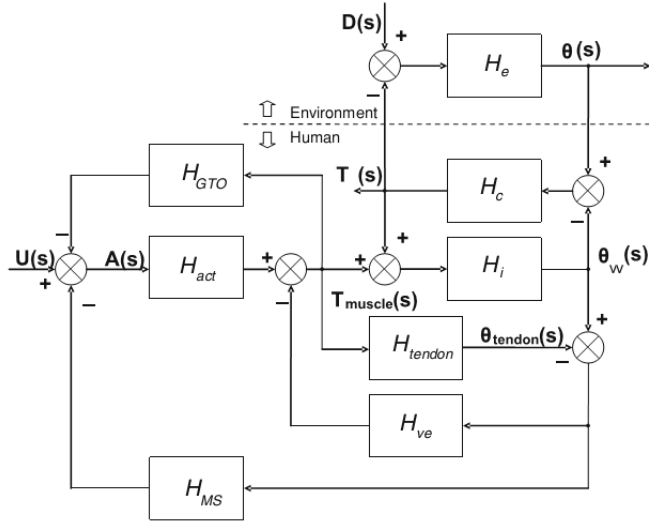 D(s)
+
H_e
θ(s)
−
Environment
Human
H_GTO
T (s)
H_c
+
−
−
U(s)
+
A(s)
H_act
+
+
+
H_i
θ_w(s)
−
−
T_muscle(s)
H_tendon
θ_tendon(s)
+
−
H_ve
H_MS